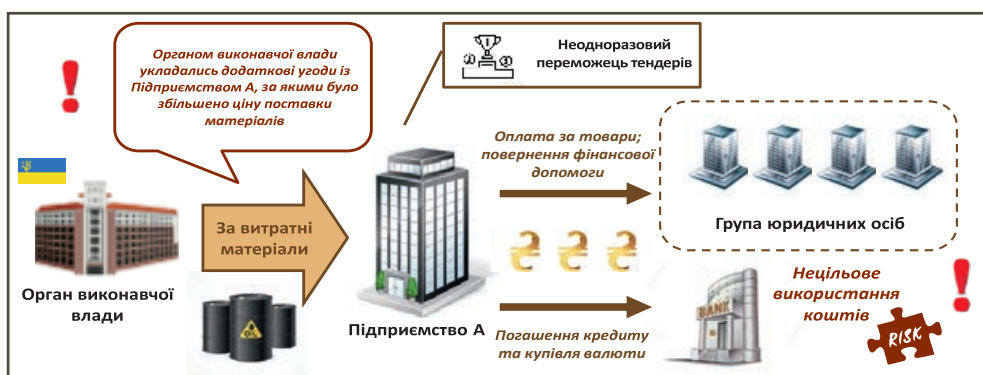 Органом виконавчої влади
укладались додаткові угоди із
Підприємством А, за якими було
збільшено ціну поставки
матеріалів
Неодноразовий
переможець тендерів
Оплата за товари;
повернення фінансової
допомоги
Група юридичних осіб
За витратні
матеріали
Орган виконавчої
влади
OIL
Підприємство А
Погашення кредиту
та купівля валюти
BANK
Нецільове
використання
коштів
RISK